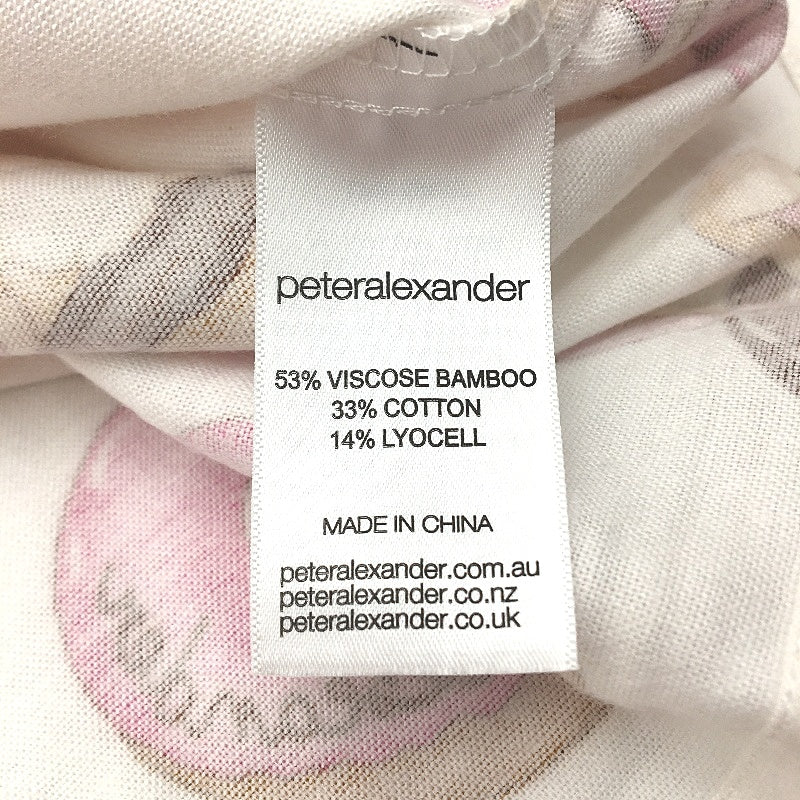 peteralexander
53% VISCOSE BAMBOO
33% COTTON
14% LYOCELL
MADE IN CHINA
peteralexander.com.au
peteralexander.co.nz
peteralexander.co.uk